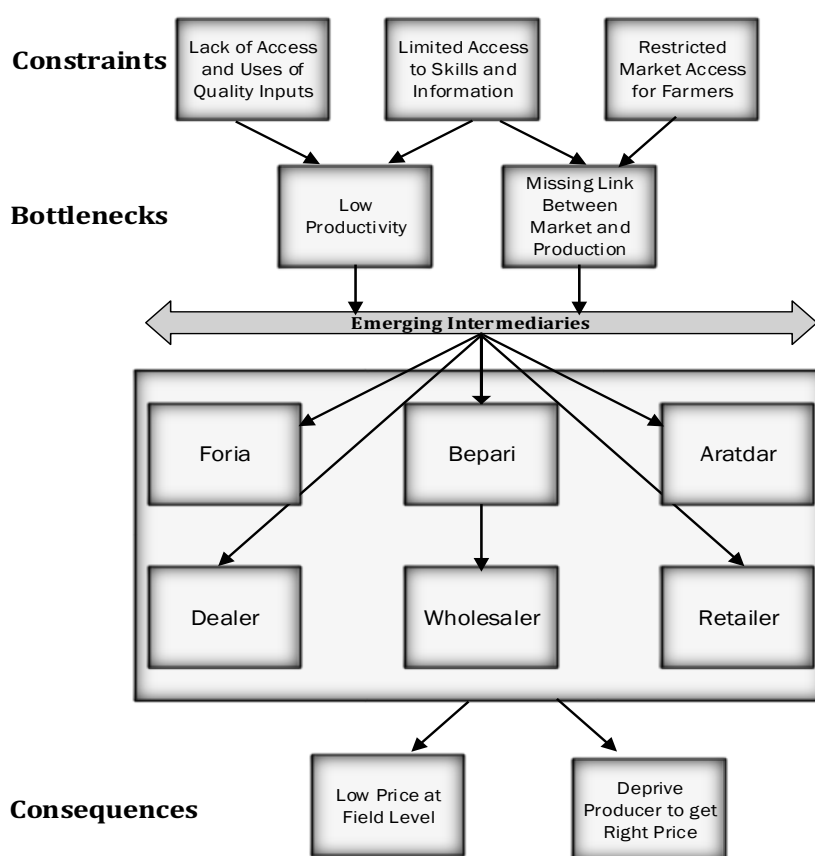 Constraints
Lack of Access
and Uses of
Quality Inputs
Limited Access
to Skills and
Information
Restricted
Market Access
for Farmers
Bottlenecks
Low
Productivity
Missing Link
Between
Market and
Production
Emerging Intermediaries
Foria
Bepari
Aratdar
Dealer
Wholesaler
Retailer
Consequences
Low Price at
Field Level
Deprive
Producer to get
Right Price